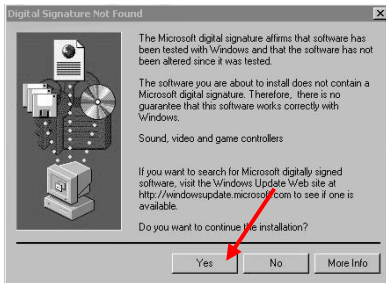 Digital Signature Not Found
The Microsoft digital signature affirms that software has
been tested with Windows and that the software has not
been altered since it was tested.
The software you are about to install does not contain a
Microsoft digital signature. Therefore, there is no
guarantee that this software works correctly with
Windows.
Sound, video and game controllers
If you want to search for Microsoft digitally signed
software, visit the Windows Update Web site at
http://windowsupdate.microsoft.com to see if one is
available.
Do you want to continue the installation?
Yes No More Info